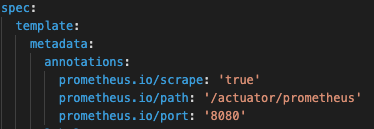 spec:
  template:
    metadata:
      annotations:
        prometheus.io/scrape: 'true'
        prometheus.io/path: '/actuator/prometheus'
        prometheus.io/port: '8080'